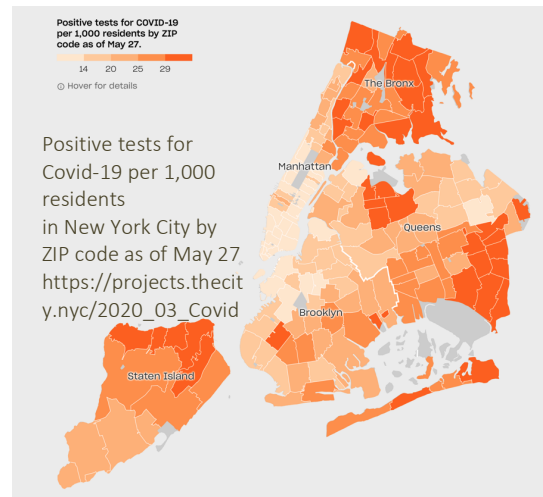 Positive tests for COVID-19
per 1,000 residents by ZIP
code as of May 27.
14 20 25 29
Hover for details
The Bronx
Positive tests for
Covid-19 per 1,000
residents
in New York City by
ZIP code as of May 27
https://projects.thecit
y.nyc/2020_03_Covid
Manhattan
Queens
Brooklyn
Staten Island